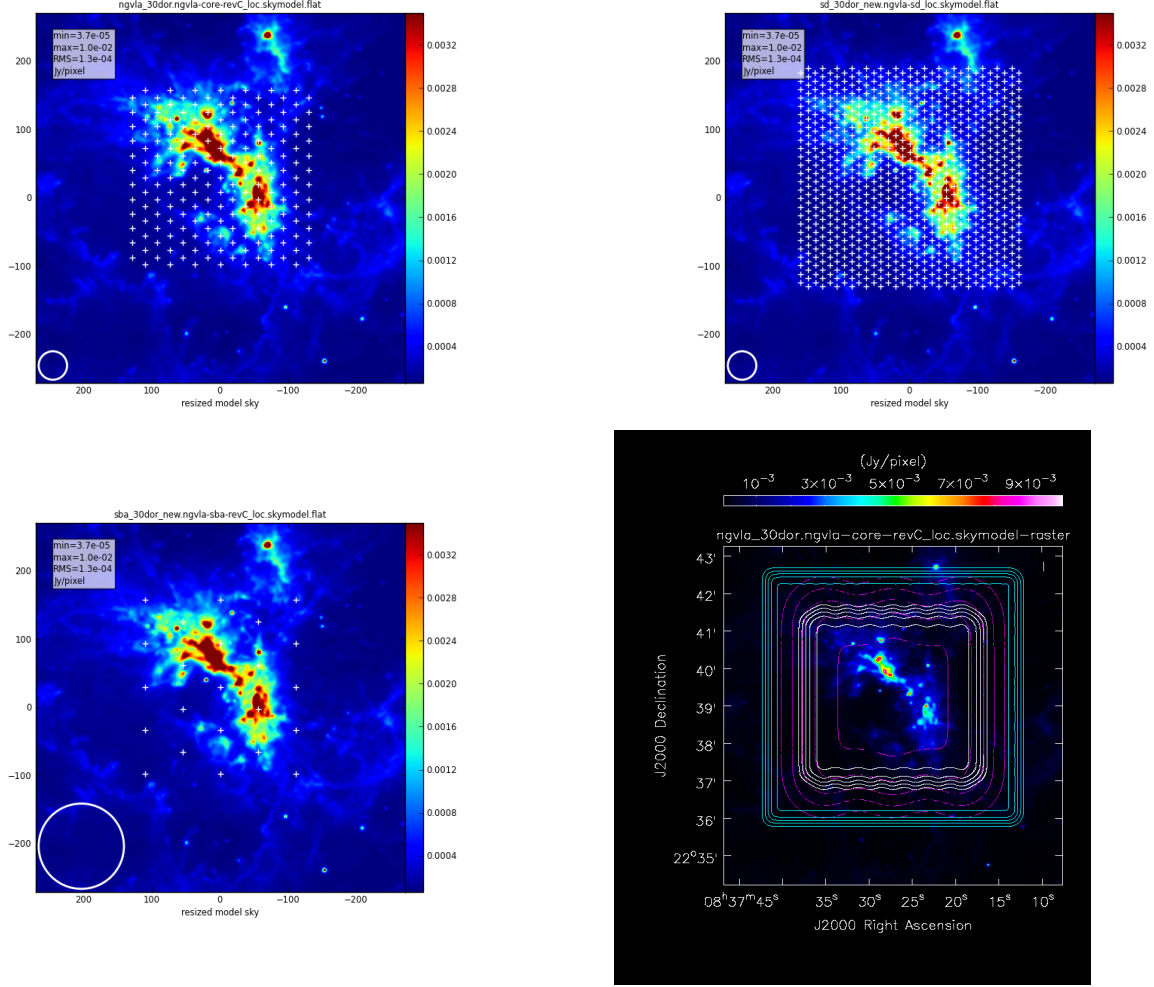 ngvla_30dor.ngvla-core-revC_loc.skymodel.flat
min=3.7e-05
max=1.0e-02
RMS=1.3e-04
Jy/pixel
200
100
0
−100
−200
200 100 0 −100 −200
resized model sky
0.0032
0.0028
0.0024
0.0020
0.0016
0.0012
0.0008
0.0004
sd_30dor_new.ngvla-sd_loc.skymodel.flat
min=3.7e-05
max=1.0e-02
RMS=1.3e-04
Jy/pixel
200
100
0
−100
−200
200 100 0 −100 −200
resized model sky
0.0032
0.0028
0.0024
0.0020
0.0016
0.0012
0.0008
0.0004
sba_30dor_new.ngvla-sba-revC_loc.skymodel.flat
min=3.7e-05
max=1.0e-02
RMS=1.3e-04
Jy/pixel
200
100
0
−100
−200
200 100 0 −100 −200
resized model sky
0.0032
0.0028
0.0024
0.0020
0.0016
0.0012
0.0008
0.0004
(Jy/pixel)
10⁻³ 3×10⁻³ 5×10⁻³ 7×10⁻³ 9×10⁻³
ngvla_30dor.ngvla-core-revC_loc.skymodel-raster
43'
42'
41'
40'
39'
38'
37'
36'
22°35'
J2000 Declination
08ʰ37ᵐ45ˢ 35ˢ 30ˢ 25ˢ 20ˢ 15ˢ 10ˢ
J2000 Right Ascension